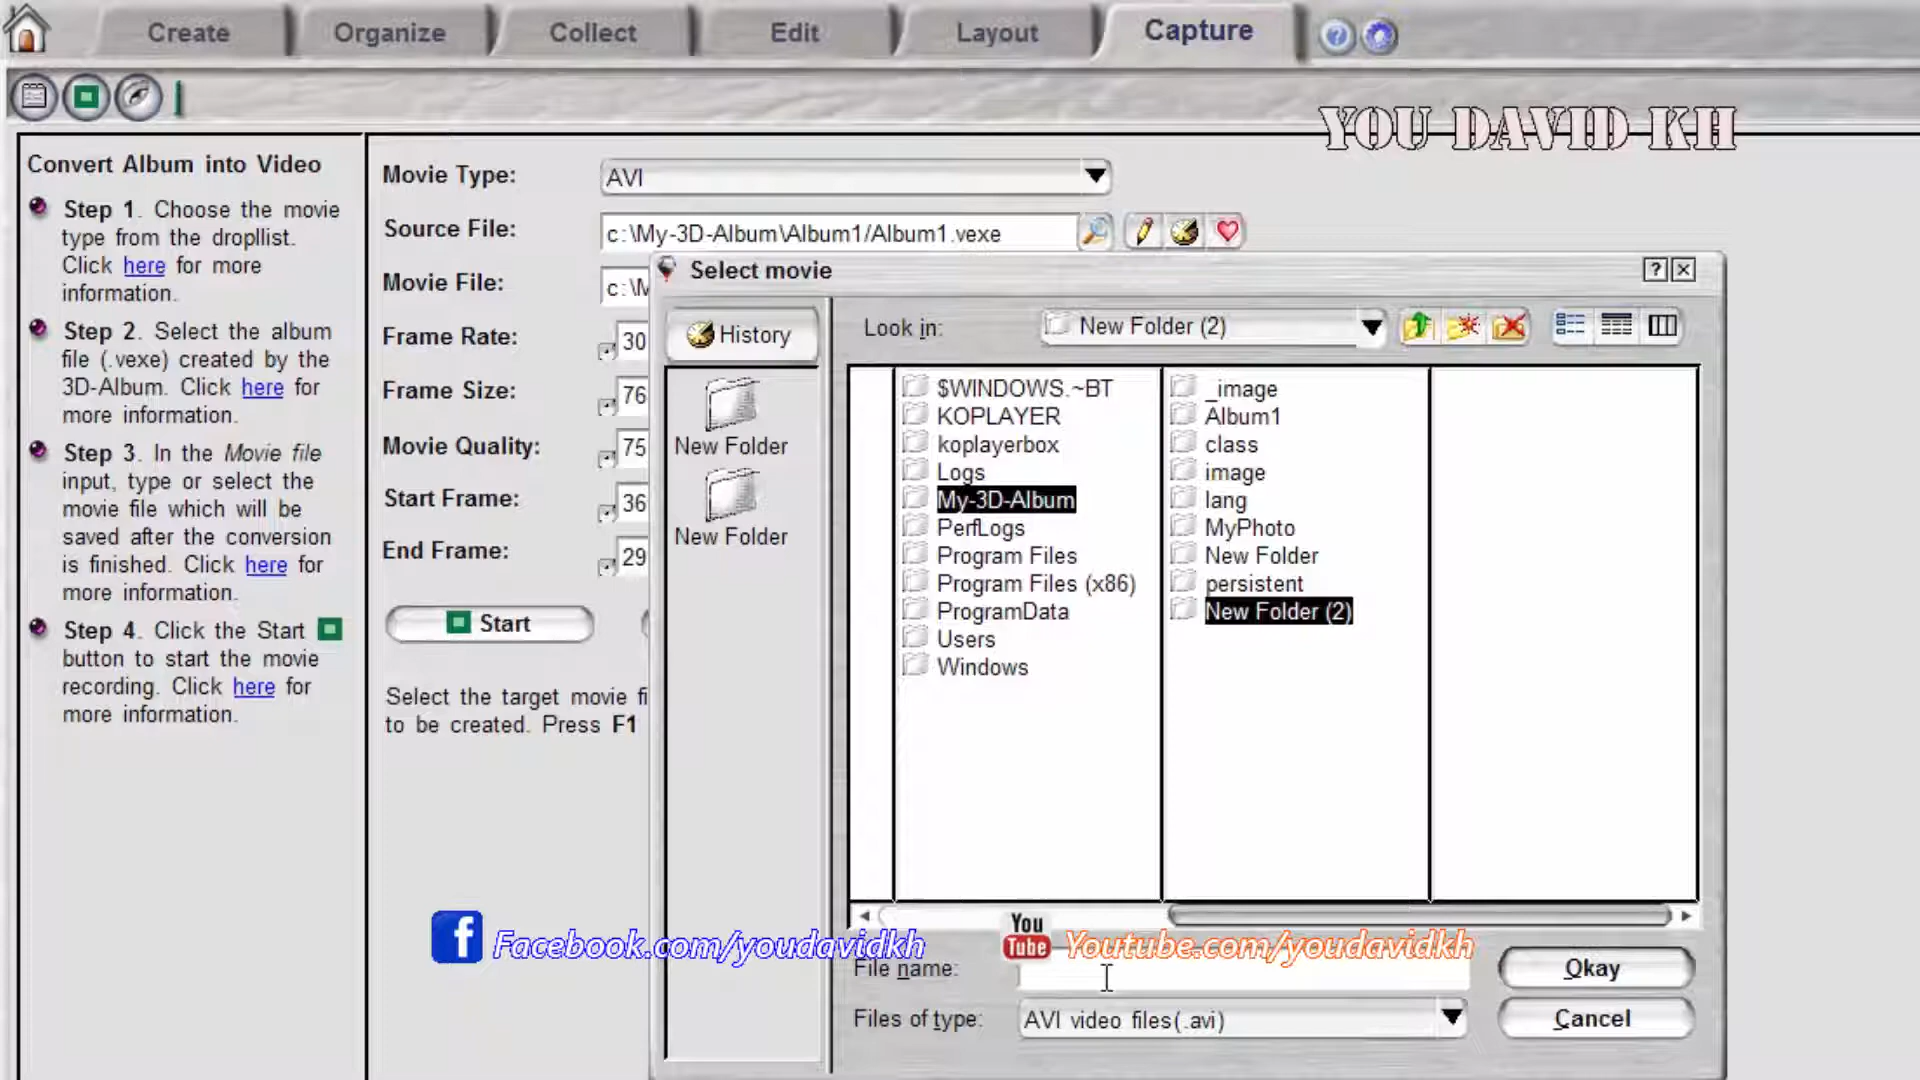 Create
Organize
Collect
Edit
Layout
Capture
YOU DAVID KH
Convert Album into Video
Step 1. Choose the movie
type from the dropllist.
Click here for more
information.
Step 2. Select the album
file (.vexe) created by the
3D-Album. Click here for
more information.
Step 3. In the Movie file
input, type or select the
movie file which will be
saved after the conversion
is finished. Click here for
more information.
Step 4. Click the Start
button to start the movie
recording. Click here for
more information.
Movie Type:
AVI
Source File:
c:\My-3D-Album\Album1/Album1.vexe
Movie File:
Frame Rate:
30
Frame Size:
76
Movie Quality:
75
Start Frame:
36
End Frame:
29
Start
Select the target movie
to be created. Press F1
Select movie
History
New Folder
New Folder
Look in:
New Folder (2)
$WINDOWS.~BT
KOPLAYER
koplayerbox
Logs
My-3D-Album
PerfLogs
Program Files
Program Files (x86)
ProgramData
Users
Windows
_image
Album1
class
image
lang
MyPhoto
New Folder
persistent
New Folder (2)
Facebook.com/youdavidkh
You
Tube
Youtube.com/youdavidkh
File name:
Okay
Files of type:
AVI video files(.avi)
Cancel